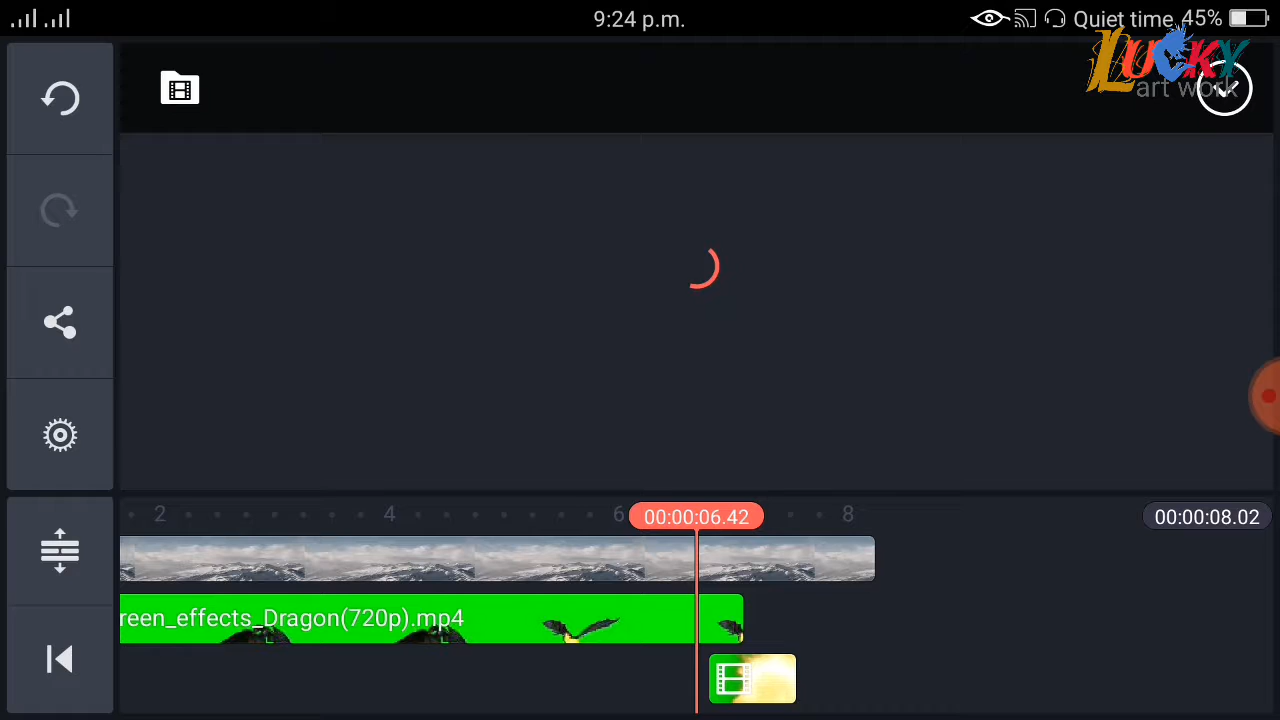 9:24 p.m.
Quiet time 45%
LUCKY
art work
2
4
6
00:00:06.42
8
00:00:08.02
reen_effects_Dragon(720p).mp4